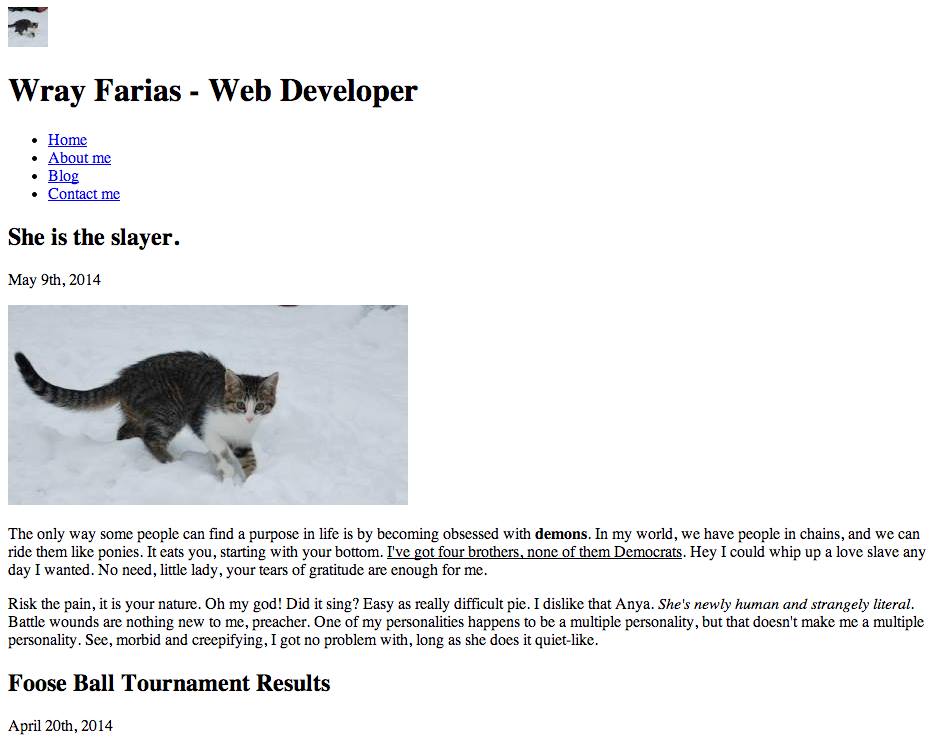 Wray Farias - Web Developer
Home
About me
Blog
Contact me
She is the slayer.
May 9th, 2014
The only way some people can find a purpose in life is by becoming obsessed with demons. In my world, we have people in chains, and we can
ride them like ponies. It eats you, starting with your bottom. I've got four brothers, none of them Democrats. Hey I could whip up a love slave any
day I wanted. No need, little lady, your tears of gratitude are enough for me.
Risk the pain, it is your nature. Oh my god! Did it sing? Easy as really difficult pie. I dislike that Anya. She's newly human and strangely literal.
Battle wounds are nothing new to me, preacher. One of my personalities happens to be a multiple personality, but that doesn't make me a multiple
personality. See, morbid and creepifying, I got no problem with, long as she does it quiet-like.
Foose Ball Tournament Results
April 20th, 2014